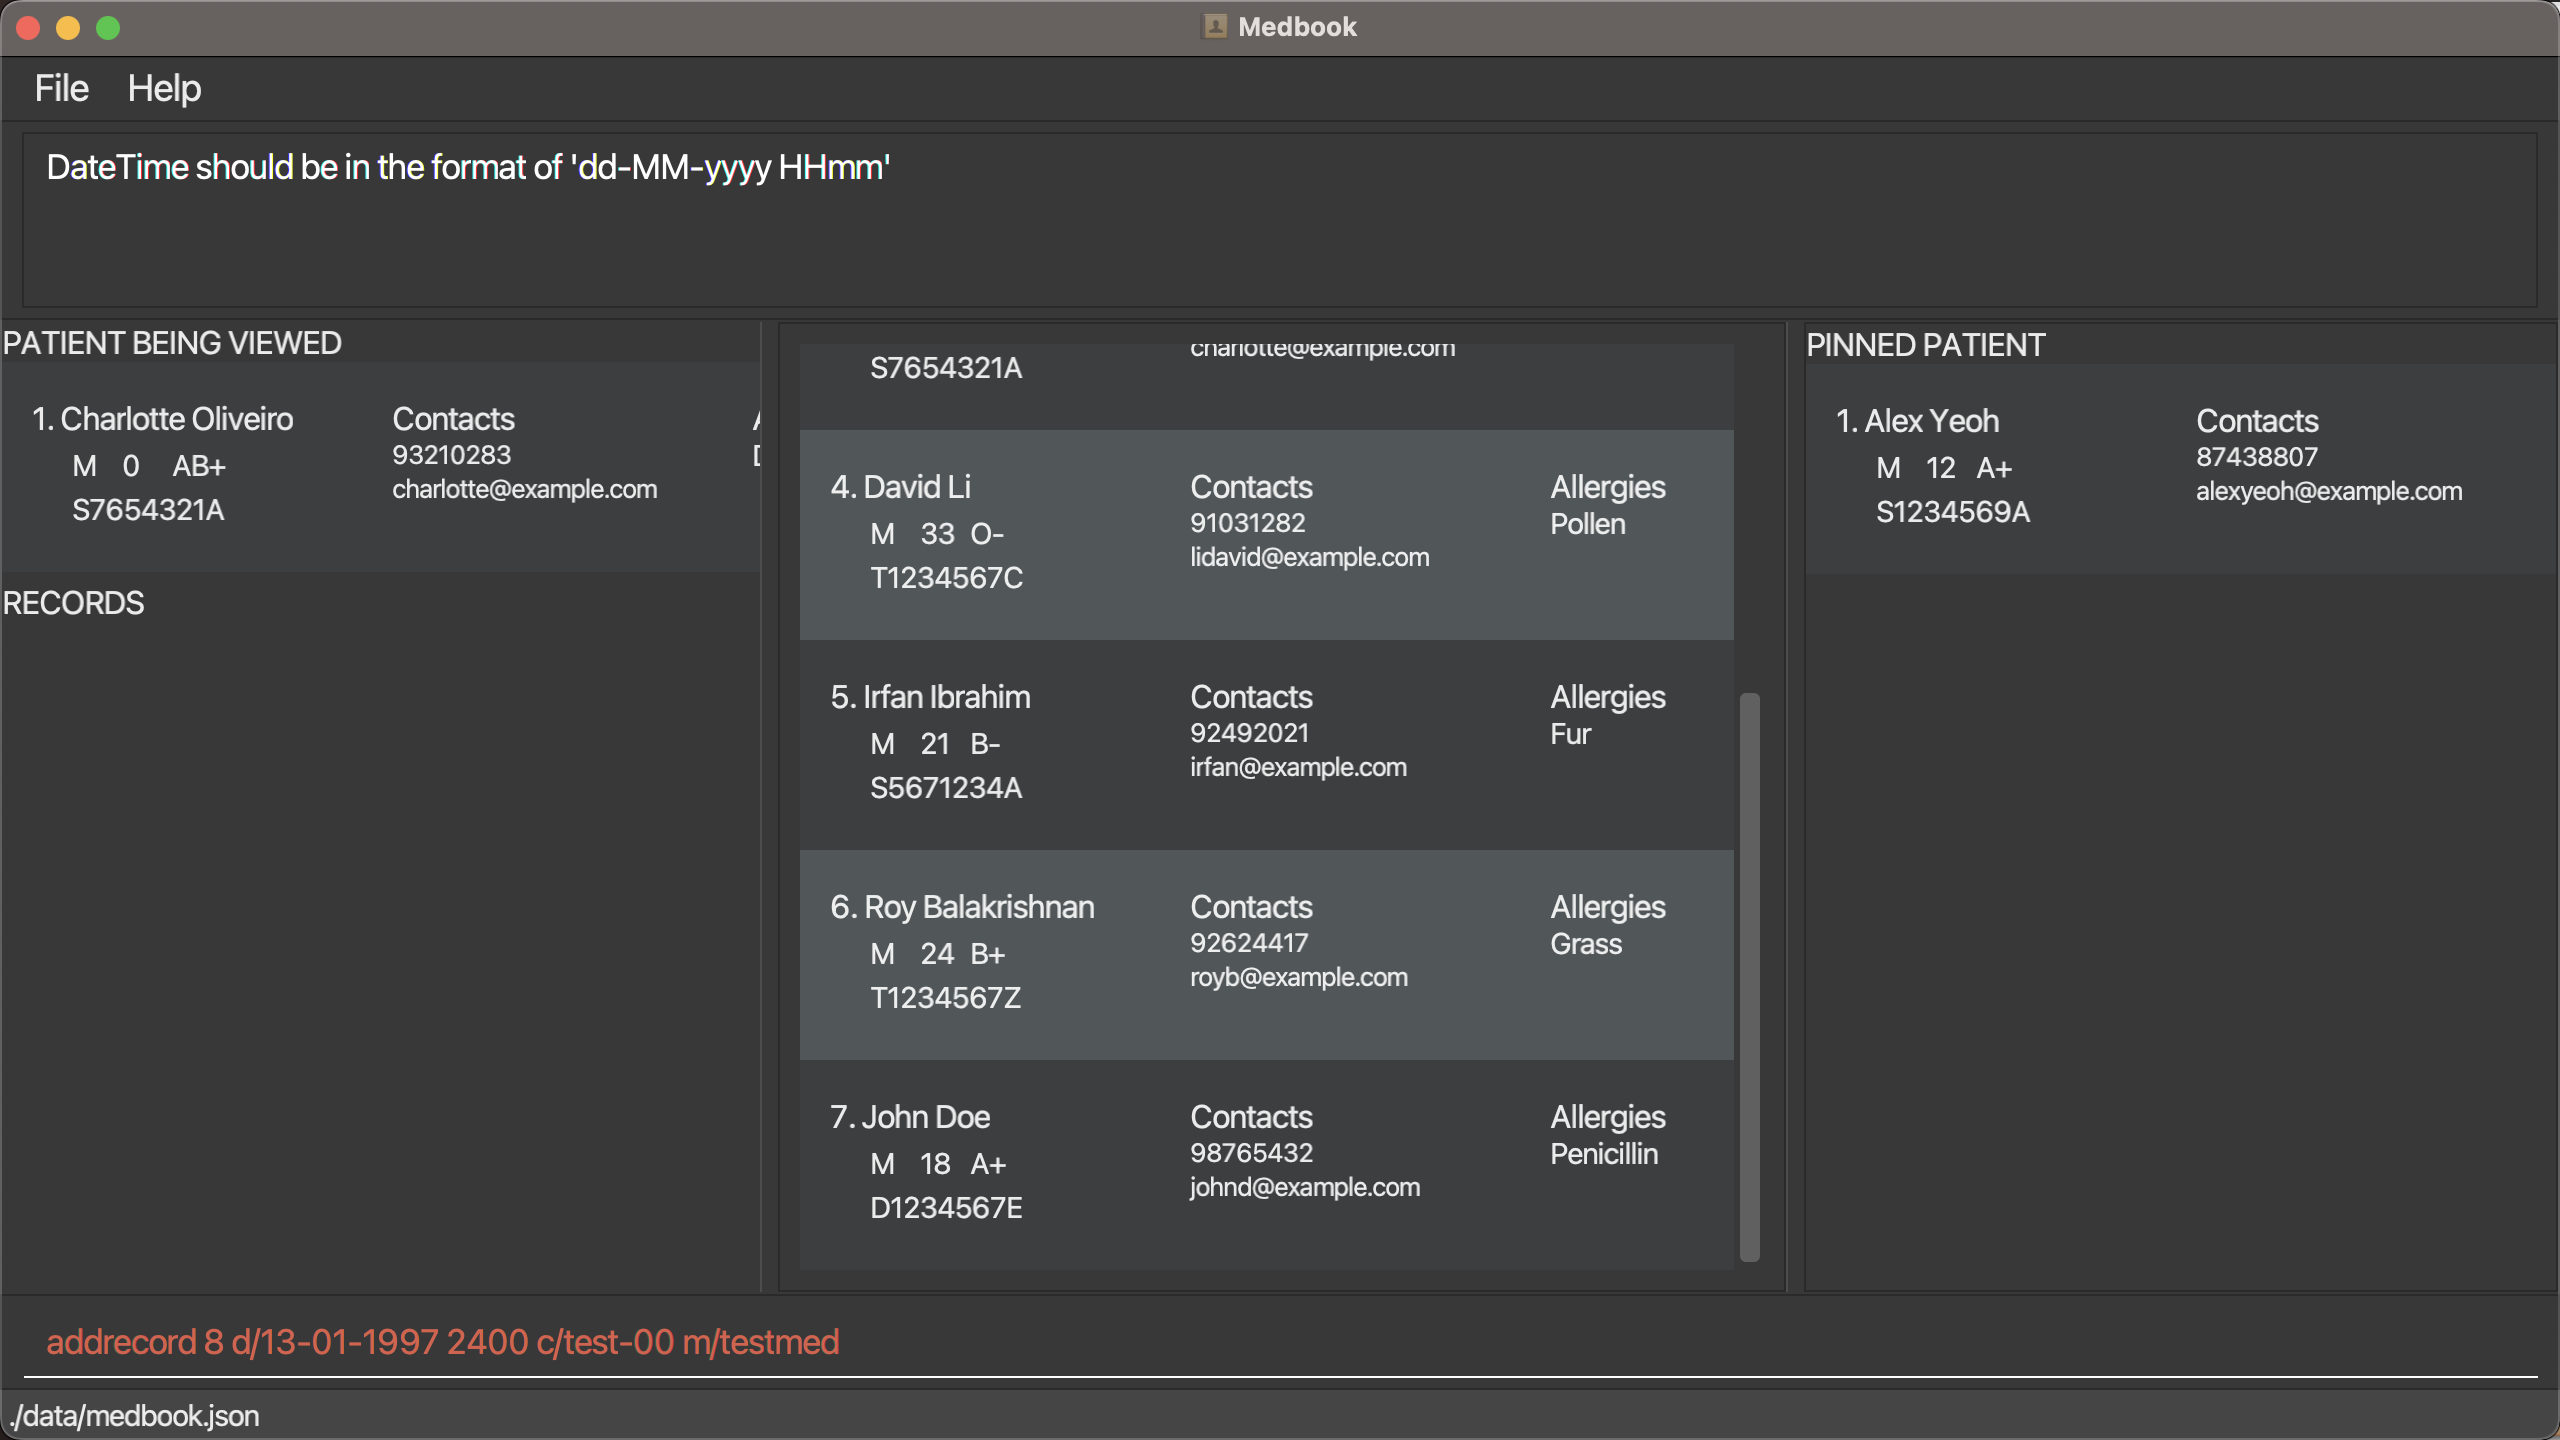 Medbook
File Help
DateTime should be in the format of 'dd-MM-yyyy HHmm'
PATIENT BEING VIEWED
1. Charlotte Oliveiro
M 0 AB+
S7654321A
Contacts
93210283
charlotte@example.com
RECORDS
S7654321A
charlotte@example.com
4. David Li
M 33 O-
T1234567C
Contacts
91031282
lidavid@example.com
Allergies
Pollen
5. Irfan Ibrahim
M 21 B-
S5671234A
Contacts
92492021
irfan@example.com
Allergies
Fur
6. Roy Balakrishnan
M 24 B+
T1234567Z
Contacts
92624417
royb@example.com
Allergies
Grass
7. John Doe
M 18 A+
D1234567E
Contacts
98765432
johnd@example.com
Allergies
Penicillin
PINNED PATIENT
1. Alex Yeoh
M 12 A+
S1234569A
Contacts
87438807
alexyeoh@example.com
addrecord 8 d/13-01-1997 2400 c/test-00 m/testmed
./data/medbook.json